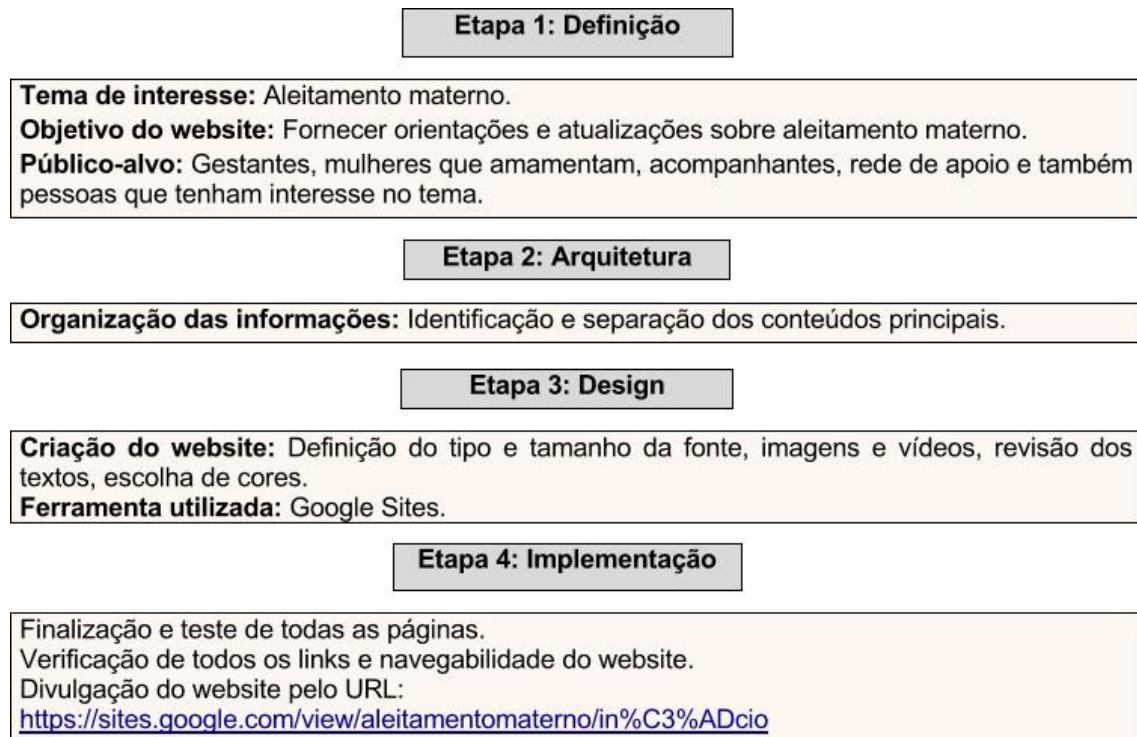 Etapa 1: Definição
Tema de interesse: Aleitamento materno.
Objetivo do website: Fornecer orientações e atualizações sobre aleitamento materno.
Público-alvo: Gestantes, mulheres que amamentam, acompanhantes, rede de apoio e também
pessoas que tenham interesse no tema.
Etapa 2: Arquitetura
Organização das informações: Identificação e separação dos conteúdos principais.
Etapa 3: Design
Criação do website: Definição do tipo e tamanho da fonte, imagens e vídeos, revisão dos
textos, escolha de cores.
Ferramenta utilizada: Google Sites.
Etapa 4: Implementação
Finalização e teste de todas as páginas.
Verificação de todos os links e navegabilidade do website.
Divulgação do website pelo URL:
https://sites.google.com/view/aleitamentomaterno/in%C3%ADcio